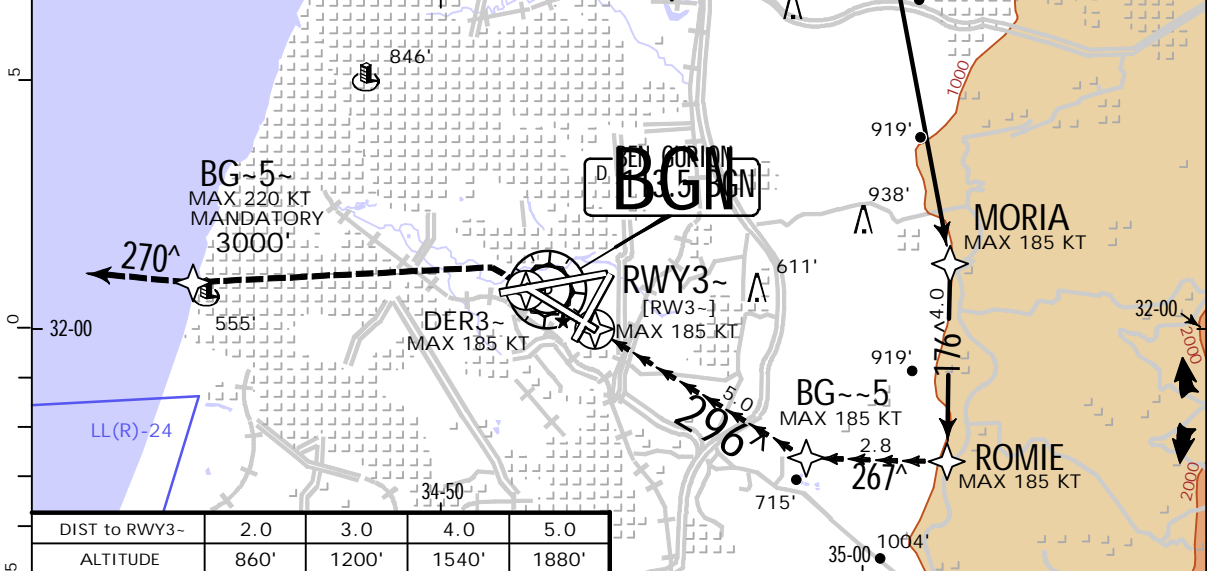 5
846'
1000
919'
BG~5~
MAX 220 KT
MANDATORY
3000'
BEN GURION
D 113.5 BGN
BGN
938'
MORIA
MAX 185 KT
270^
611'
RWY3~
[RW3~]
MAX 185 KT
4.0
176^
0
32-00
555'
DER3~
MAX 185 KT
32-00
2000
919'
5.0
296^
BG~~5
MAX 185 KT
LL(R)-24
2.8
267^
ROMIE
MAX 185 KT
34-50
715'
2000
1004'
35-00
DIST to RWY3~ 2.0 3.0 4.0 5.0
ALTITUDE 860' 1200' 1540' 1880'
5